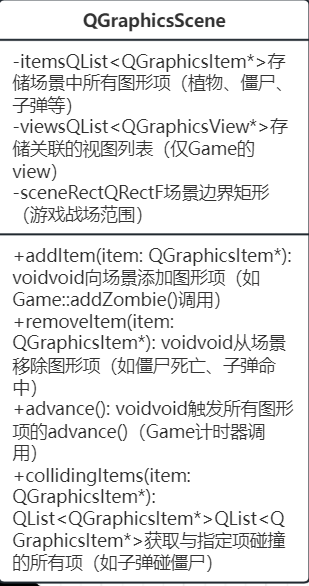 QGraphicsScene
-itemsQList<QGraphicsItem*>存
储场景中所有图形项（植物、僵尸、
子弹等）
-viewsQList<QGraphicsView*>存
储关联的视图列表（仅Game的
view）
-sceneRectQRectF场景边界矩形
（游戏战场范围）
+addItem(item: QGraphicsItem*):
voidvoid向场景添加图形项（如
Game::addZombie()调用）
+removeItem(item:
QGraphicsItem*): voidvoid从场景
移除图形项（如僵尸死亡、子弹命
中）
+advance(): voidvoid触发所有图形
项的advance()（Game计时器调
用）
+collidingItems(item:
QGraphicsItem*):
QList<QGraphicsItem*>QList<Q
GraphicsItem*>获取与指定项碰撞
的所有项（如子弹碰僵尸）